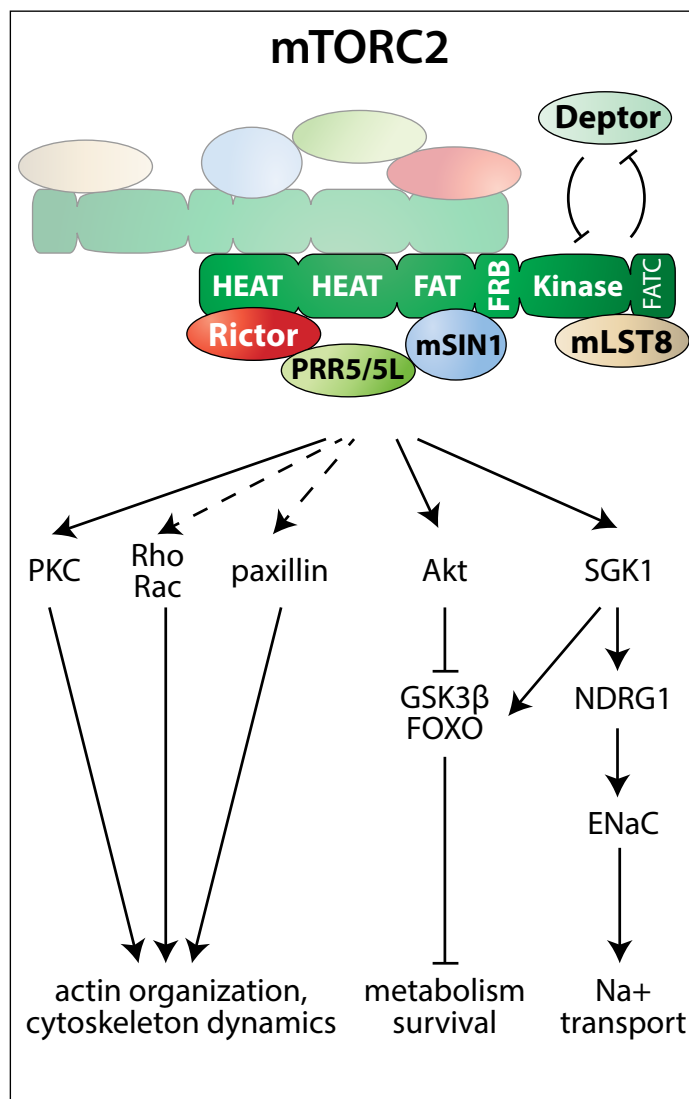 mTORC2
Deptor
HEAT HEAT FAT FRB Kinase FATC
Rictor
PRR5/5L
mSIN1
mLST8
PKC
Rho
Rac
paxillin
Akt
SGK1
GSK3β
FOXO
NDRG1
ENaC
actin organization,
cytoskeleton dynamics
metabolism
survival
Na+
transport